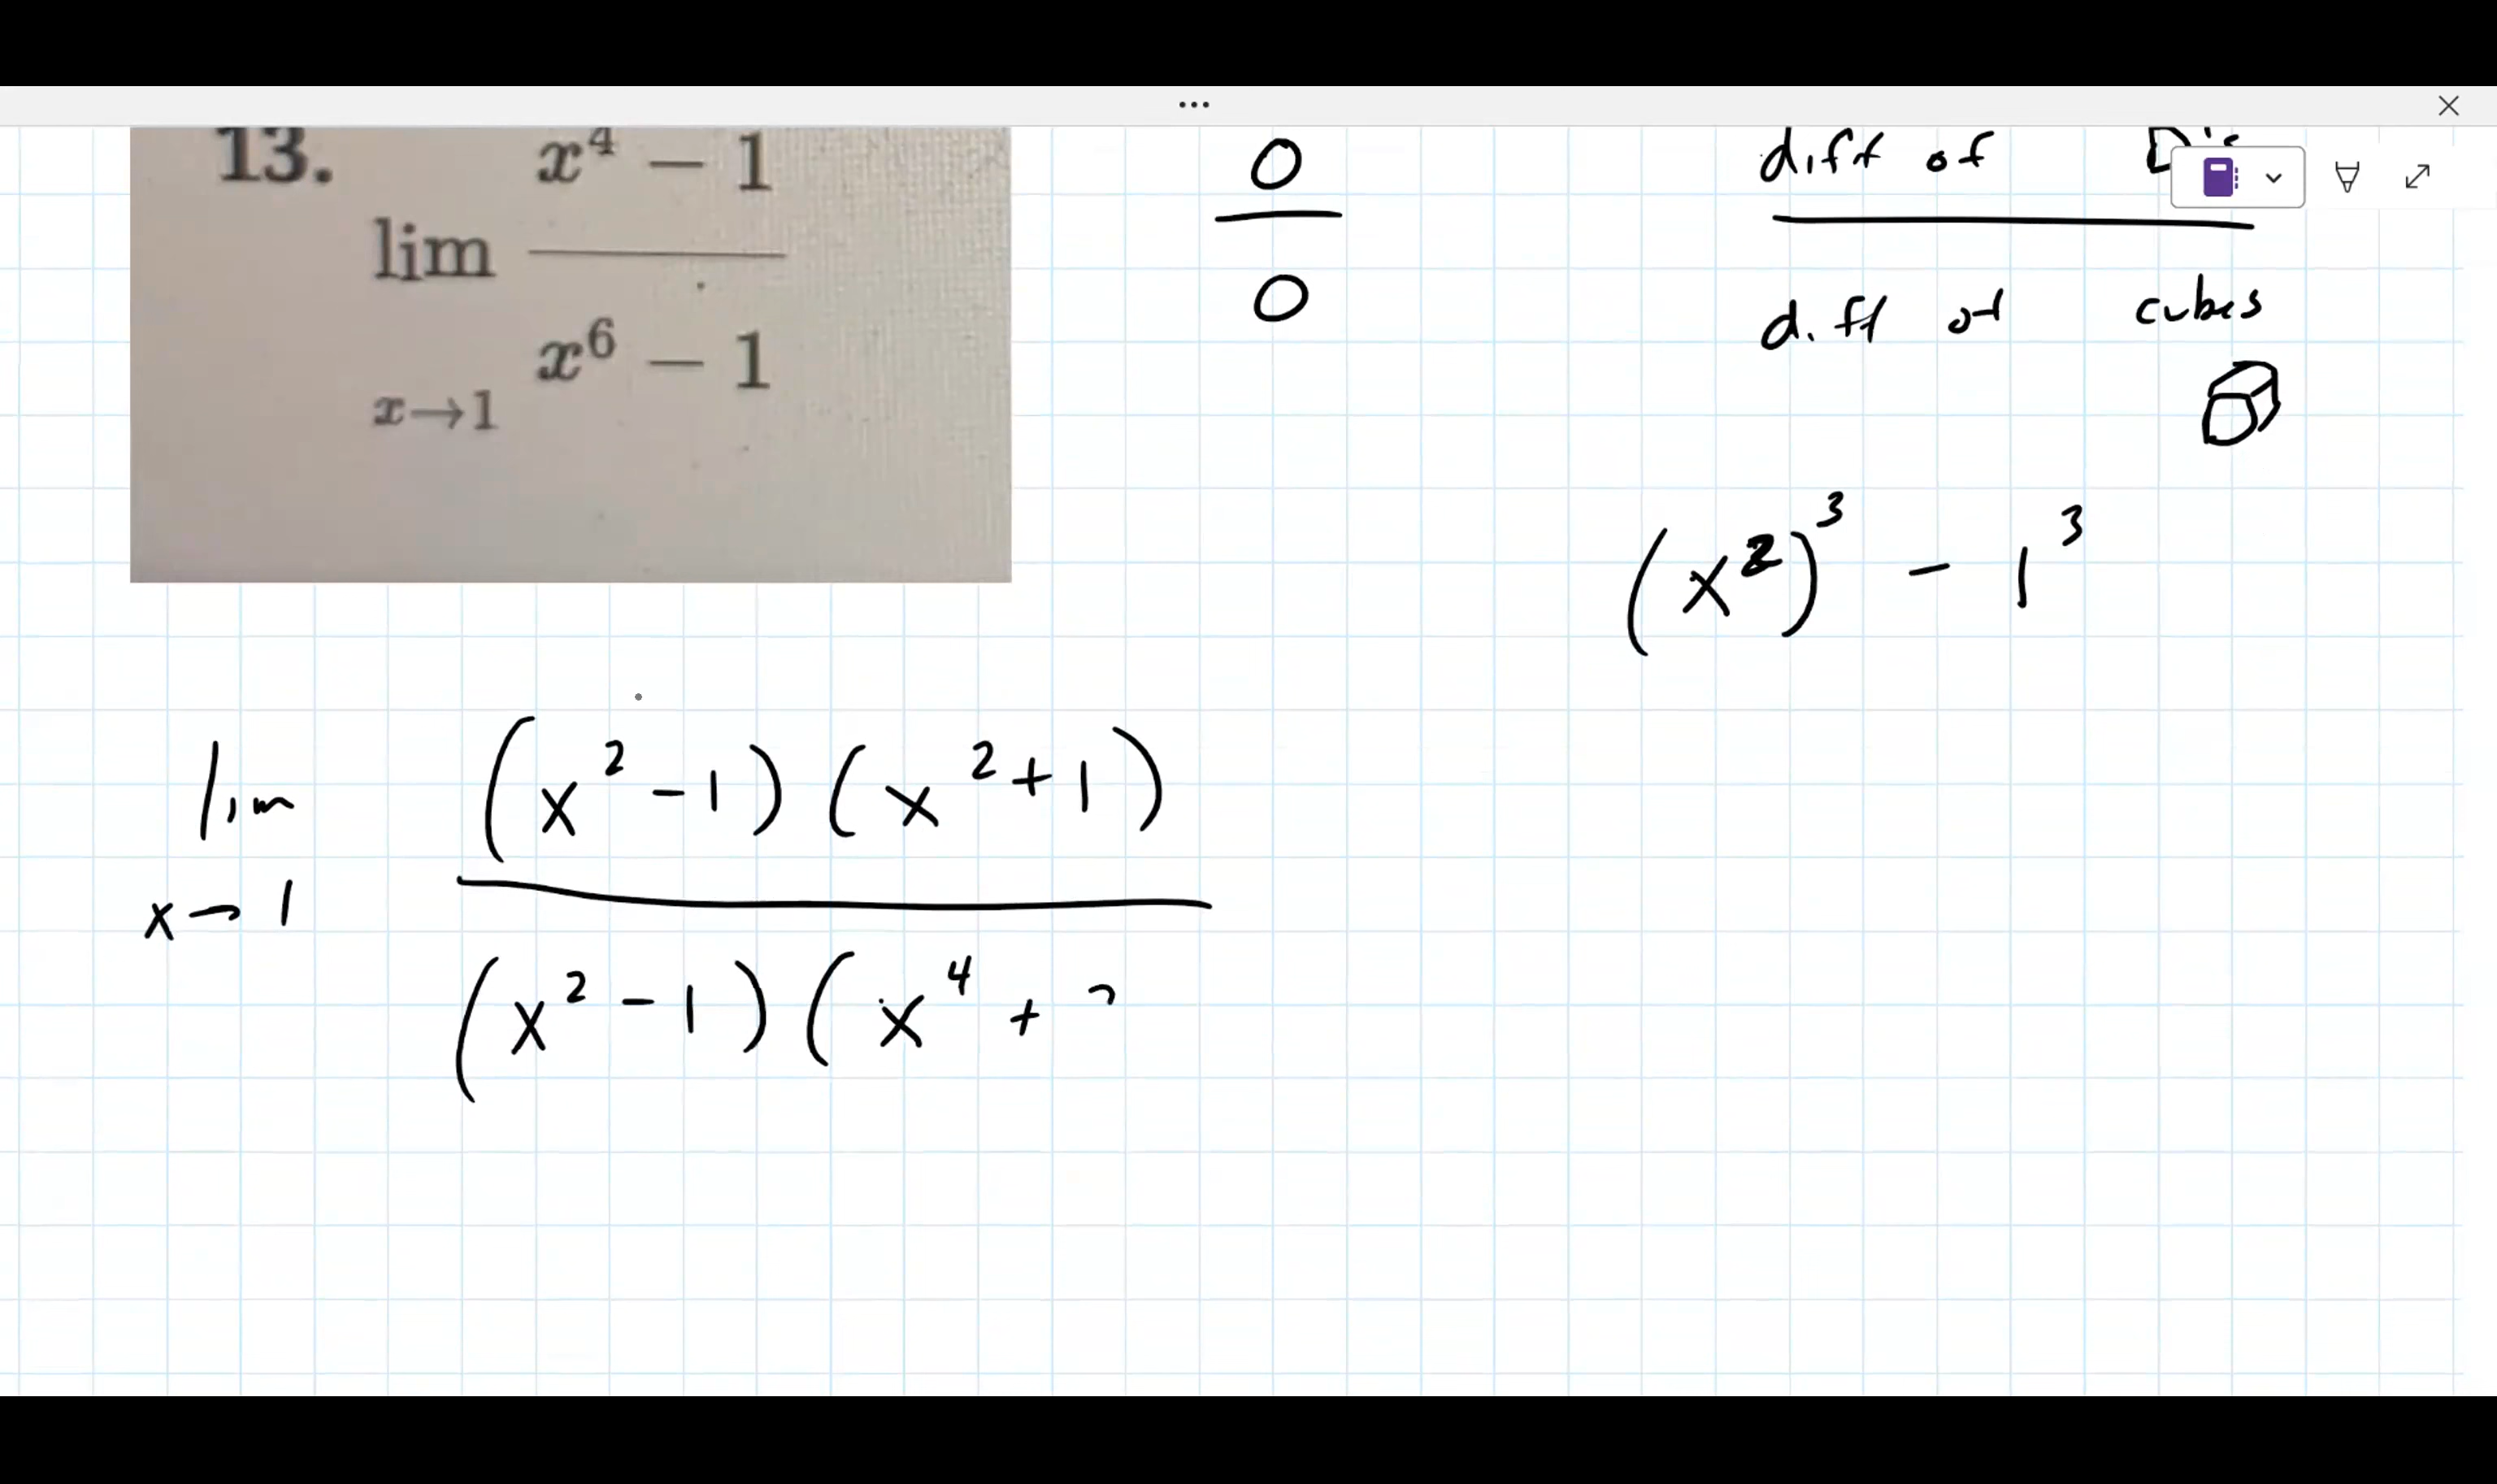 13.
x⁴ − 1
lim
x⁶ − 1
x→1
0
0
diff of
diff of cubes
(x²)³ − 1³
lim
x → 1
(x² − 1)(x² + 1)
(x² − 1)(x⁴ +